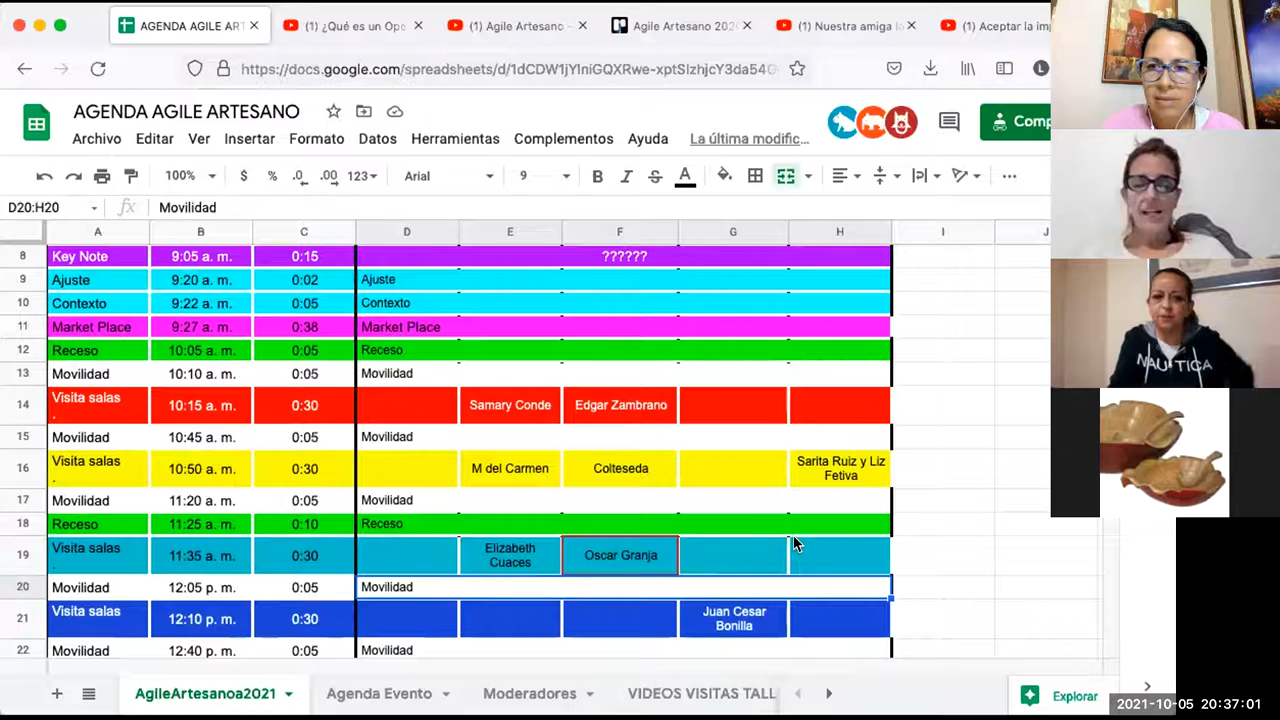 AGENDA AGILE ART
(1) ¿Qué es un Ope
(1) Agile Artesano –
Agile Artesano 202
(1) Nuestra amiga l
(1) Aceptar la im
https://docs.google.com/spreadsheets/d/1dCDW1jYlniGQXRwe-xptSlzhjcY3da54G
AGENDA AGILE ARTESANO
Comp
Archivo Editar Ver Insertar Formato Datos Herramientas Complementos Ayuda La última modific...
100% $ % .0 .00 123 Arial 9 B I S A
D20:H20 fx Movilidad
A B C D E F G H I J
8 Key Note 9:05 a. m. 0:15 ??????
9 Ajuste 9:20 a. m. 0:02 Ajuste
10 Contexto 9:22 a. m. 0:05 Contexto
11 Market Place 9:27 a. m. 0:38 Market Place
12 Receso 10:05 a. m. 0:05 Receso
13 Movilidad 10:10 a. m. 0:05 Movilidad
14 Visita salas 10:15 a. m. 0:30 Samary Conde Edgar Zambrano
.
15 Movilidad 10:45 a. m. 0:05 Movilidad
16 Visita salas 10:50 a. m. 0:30 M del Carmen Colteseda Sarita Ruiz y Liz
. Fetiva
17 Movilidad 11:20 a. m. 0:05 Movilidad
18 Receso 11:25 a. m. 0:10 Receso
19 Visita salas 11:35 a. m. 0:30 Elizabeth Oscar Granja
. Cuaces
20 Movilidad 12:05 p. m. 0:05 Movilidad
21 Visita salas 12:10 p. m. 0:30 Juan Cesar
. Bonilla
22 Movilidad 12:40 p. m. 0:05 Movilidad
AgileArtesanoa2021 Agenda Evento Moderadores VIDEOS VISITAS TALL Explorar
NAUTICA
2021-10-05 20:37:01